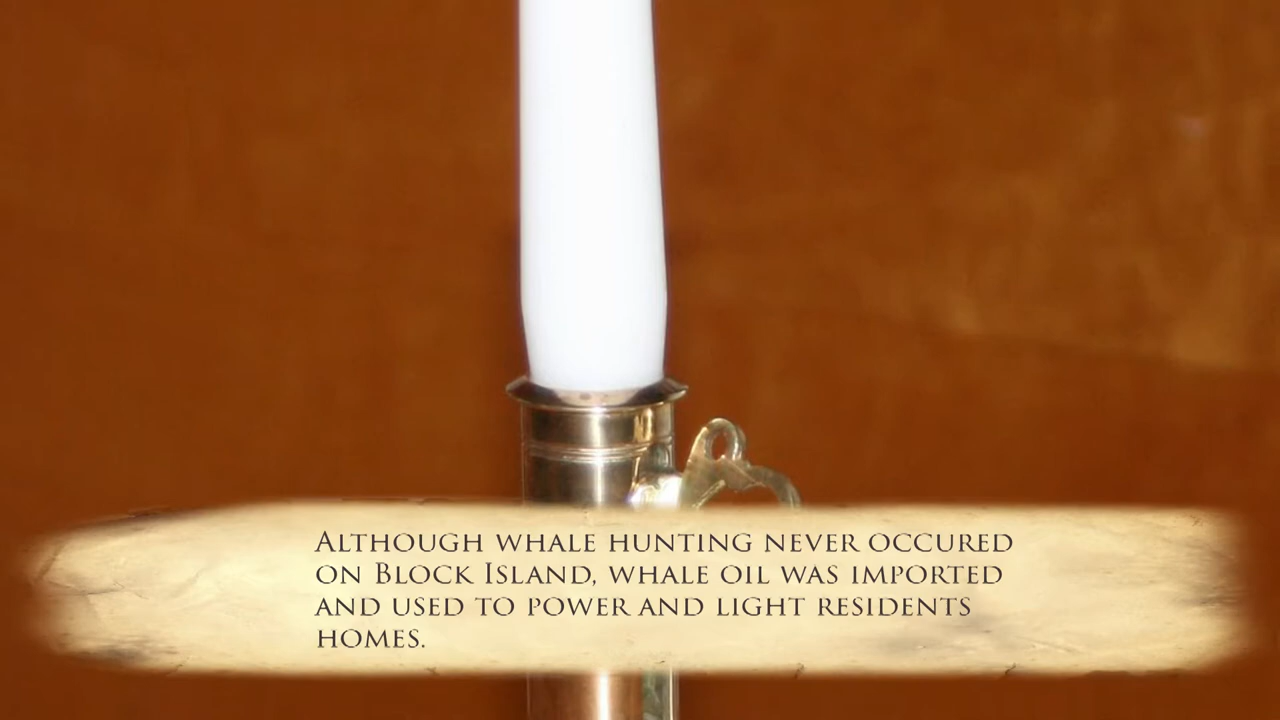 Although whale hunting never occured
on Block Island, whale oil was imported
and used to power and light residents
homes.